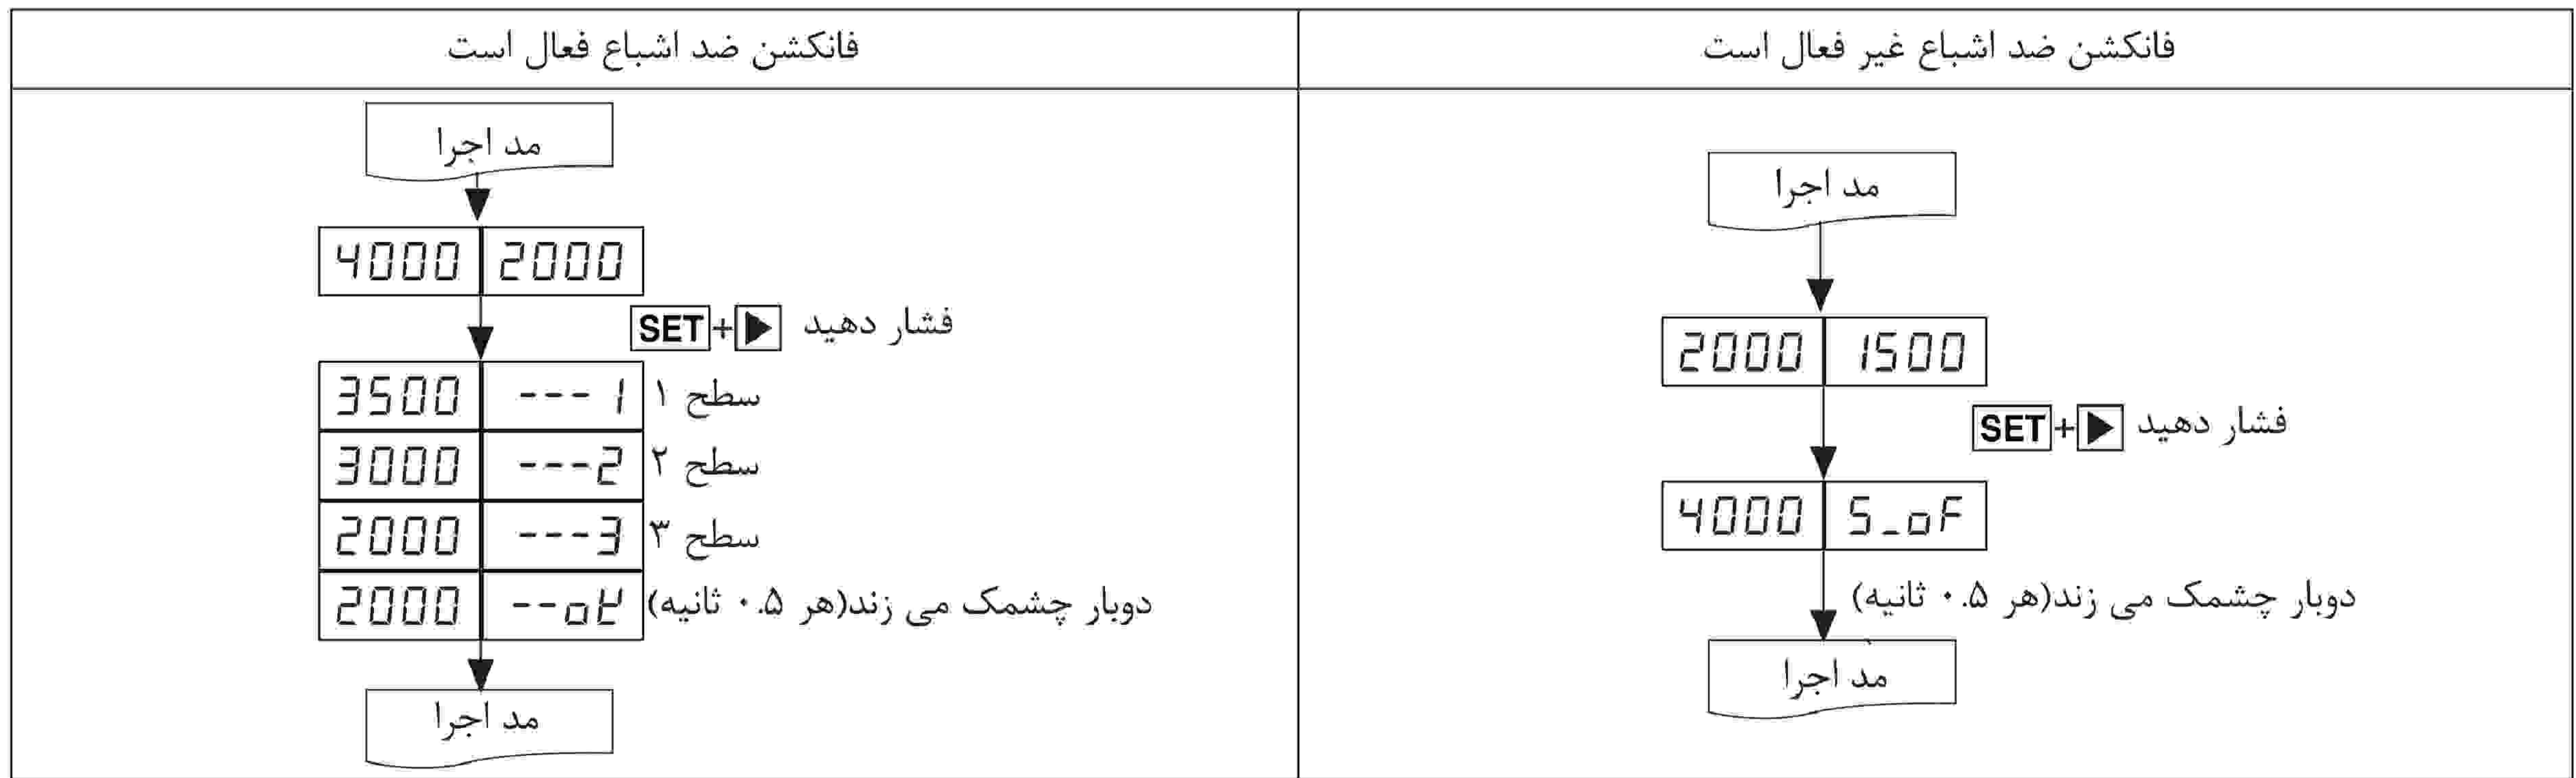 فانکشن ضد اشباع غیر فعال است
مد اجرا
2000 1500
SET+▶ فشار دهید
4000 S_oF
دوبار چشمک می زند(هر ۰.۵ ثانیه)
مد اجرا
فانکشن ضد اشباع فعال است
مد اجرا
4000 2000
SET+▶ فشار دهید
3500 ---1 سطح ۱
3000 ---2 سطح ۲
2000 ---3 سطح ۳
2000 --ok دوبار چشمک می زند(هر ۰.۵ ثانیه)
مد اجرا